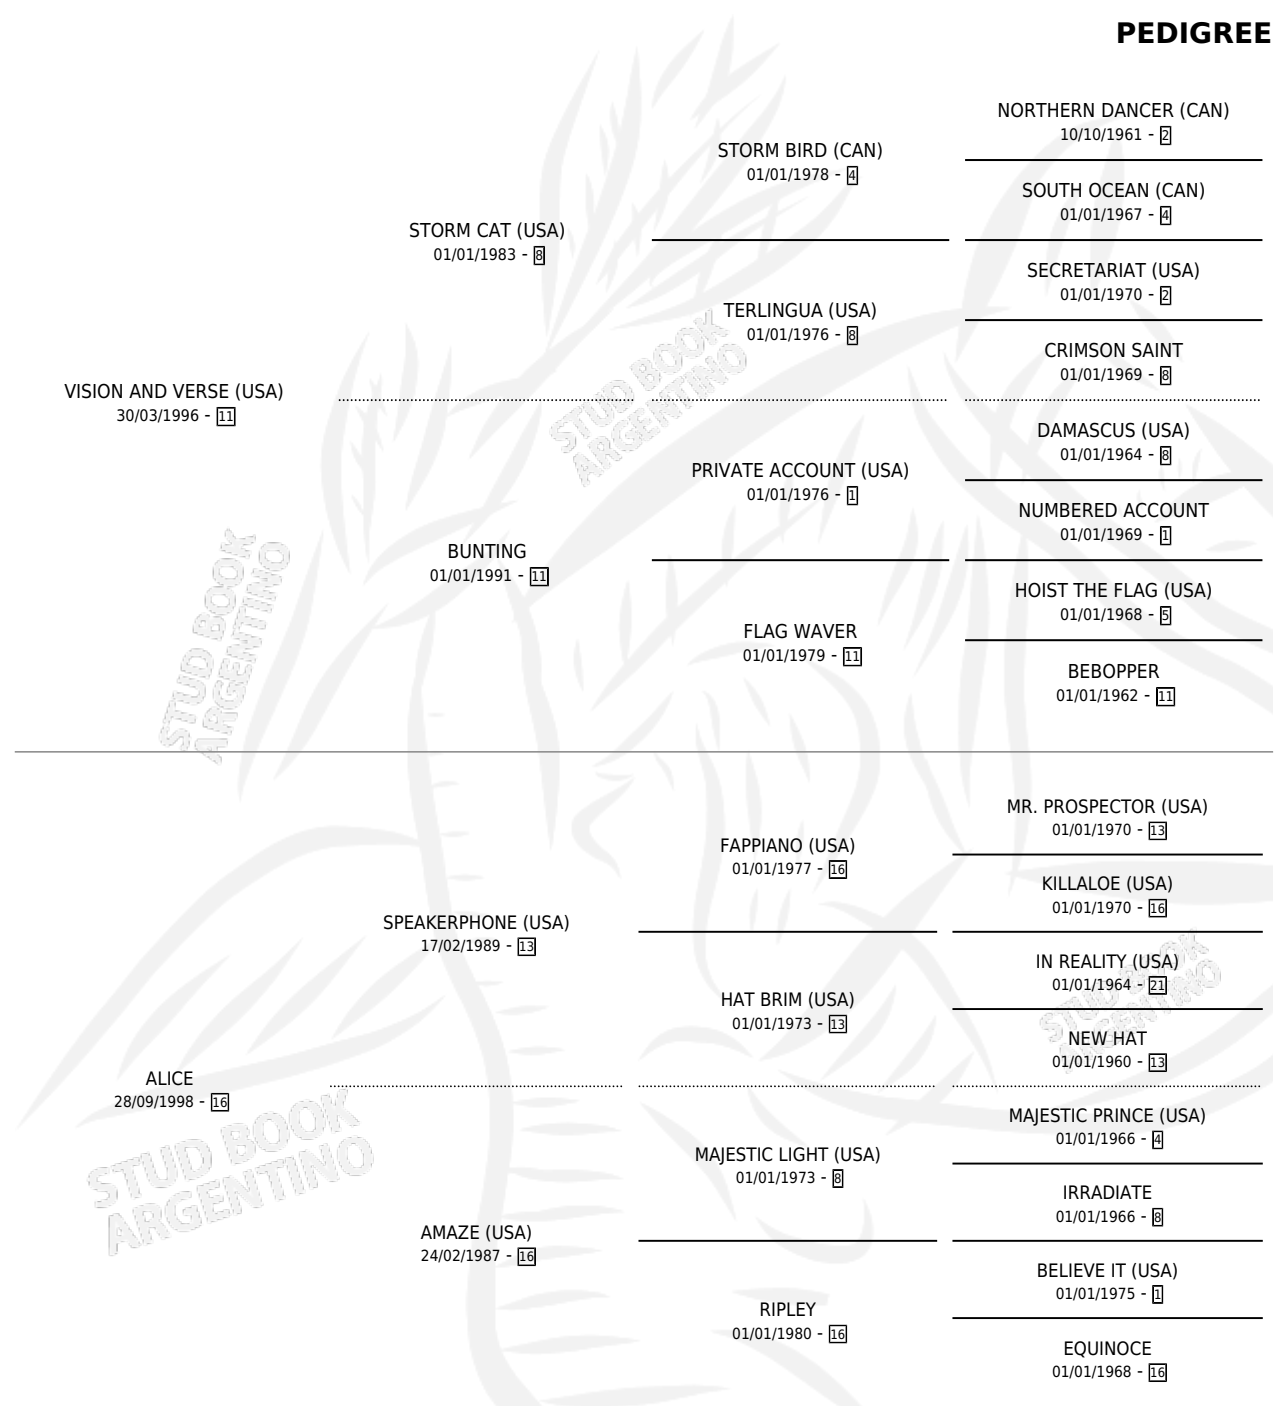 PEDIGREE
NORTHERN DANCER (CAN)
10/10/1961 - 2
STORM BIRD (CAN)
01/01/1978 - 4
SOUTH OCEAN (CAN)
01/01/1967 - 4
STORM CAT (USA)
01/01/1983 - 8
SECRETARIAT (USA)
01/01/1970 - 2
TERLINGUA (USA)
01/01/1976 - 8
CRIMSON SAINT
01/01/1969 - 8
VISION AND VERSE (USA)
30/03/1996 - 11
DAMASCUS (USA)
01/01/1964 - 8
PRIVATE ACCOUNT (USA)
01/01/1976 - 1
NUMBERED ACCOUNT
01/01/1969 - 1
BUNTING
01/01/1991 - 11
HOIST THE FLAG (USA)
01/01/1968 - 5
FLAG WAVER
01/01/1979 - 11
BEBOPPER
01/01/1962 - 11
MR. PROSPECTOR (USA)
01/01/1970 - 13
FAPPIANO (USA)
01/01/1977 - 16
KILLALOE (USA)
01/01/1970 - 16
SPEAKERPHONE (USA)
17/02/1989 - 13
IN REALITY (USA)
01/01/1964 - 21
HAT BRIM (USA)
01/01/1973 - 13
NEW HAT
01/01/1960 - 13
ALICE
28/09/1998 - 16
MAJESTIC PRINCE (USA)
01/01/1966 - 4
MAJESTIC LIGHT (USA)
01/01/1973 - 8
IRRADIATE
01/01/1966 - 8
AMAZE (USA)
24/02/1987 - 16
BELIEVE IT (USA)
01/01/1975 - 1
RIPLEY
01/01/1980 - 16
EQUINOCE
01/01/1968 - 16
STUD BOOK
ARGENTINO
STUD BOOK
ARGENTINO
STUD BOOK
ARGENTINO
STUD BOOK
ARGENTINO